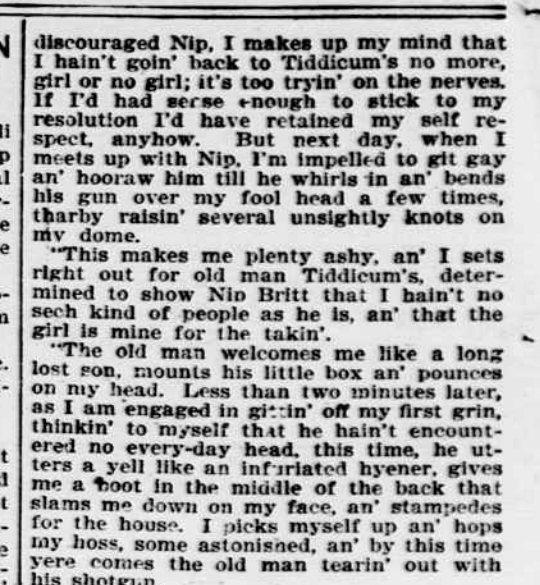 discouraged Nip, I makes up my mind that
I hain't goin' back to Tiddicum's no more,
girl or no girl; it's too tryin' on the nerves.
If I'd had serse enough to stick to my
resolution I'd have retained my self re-
spect, anyhow. But next day, when I
meets up with Nip, I'm impelled to git gay
an' hooraw him till he whirls in an' bends
his gun over my fool head a few times,
tharby raisin' several unsightly knots on
my dome.
"This makes me plenty ashy, an' I sets
right out for old man Tiddicum's, deter-
mined to show Nip Britt that I hain't no
sech kind of people as he is, an' that the
girl is mine for the takin'.
"The old man welcomes me like a long
lost son, mounts his little box an' pounces
on my head. Less than two minutes later,
as I am engaged in gittin' off my first grin,
thinkin' to myself that he hain't encount-
ered no every-day head, this time, he ut-
ters a yell like an infuriated hyener, gives
me a boot in the middle of the back that
slams me down on my face, an' stampedes
for the house. I picks myself up an' hops
my hoss, some astonished, an' by this time
yere comes the old man tearin' out with
his shotgun